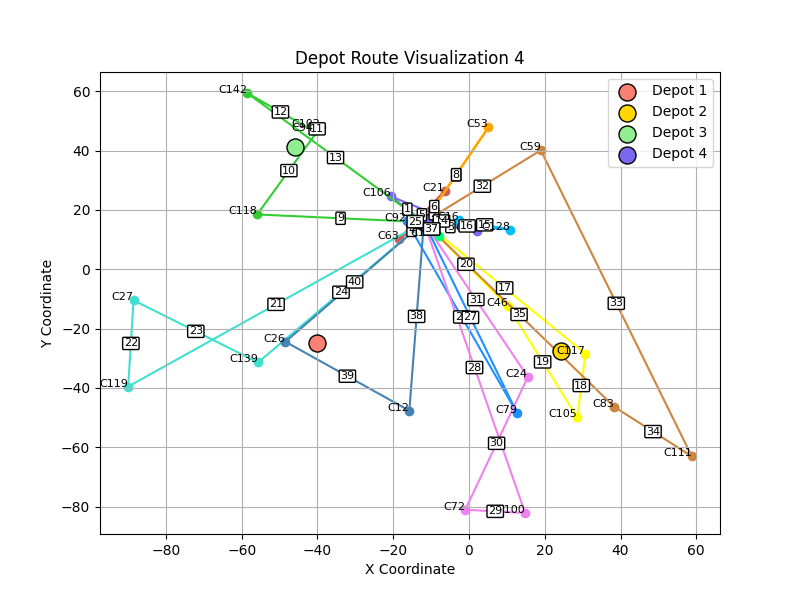 Depot Route Visualization 4
Depot 1
Depot 2
Depot 3
Depot 4
60
40
20
0
−20
−40
−60
−80
−80
−60
−40
−20
0
20
40
60
X Coordinate
Y Coordinate
C142
12
11
13
10
C118
9
C106
1
C92
25
C63
C21
6
C53
8
C59
32
16
15
37
20
17
C46
35
31
C117
19
18
C105
C83
34
C111
33
C24
28
C79
27
30
C72
29
38
C12
39
C26
40
24
21
C27
23
22
C139
C119